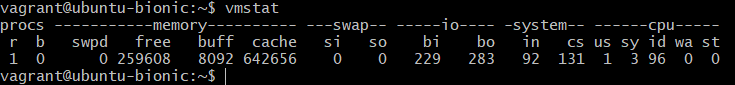 vagrant@ubuntu-bionic:~$ vmstat
procs -----------memory---------- ---swap-- -----io---- -system-- ------cpu-----
 r  b   swpd   free   buff  cache   si   so    bi    bo   in   cs us sy id wa st
 1  0      0 259608   8092 642656    0    0   229   283   92  131  1  3 96  0  0
vagrant@ubuntu-bionic:~$